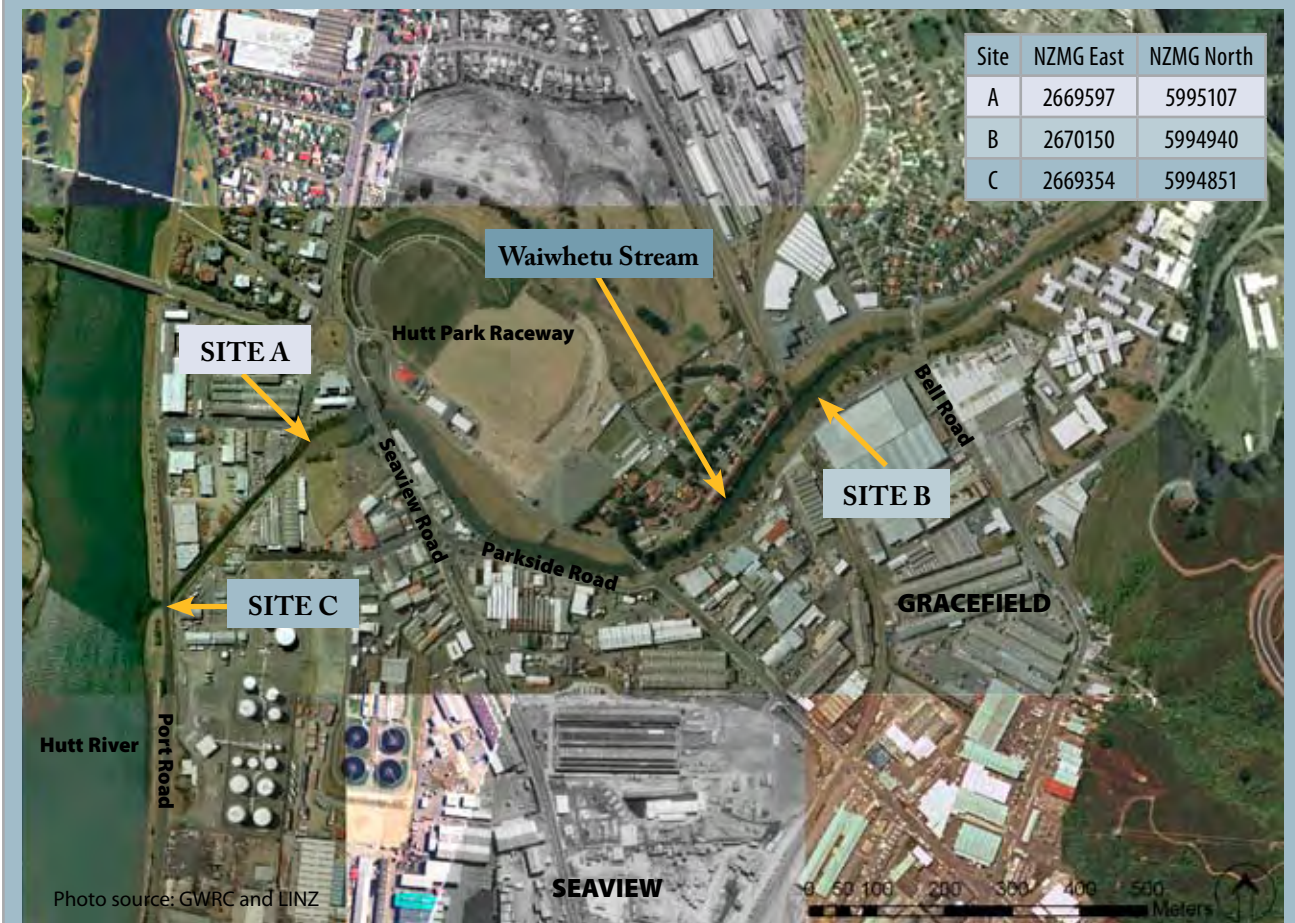 Site NZMG East NZMG North
A 2669597 5995107
B 2670150 5994940
C 2669354 5994851
Waiwhetu Stream
Hutt Park Raceway
SITE A
Bell Road
Seaview Road
SITE B
Parkside Road
SITE C
GRACEFIELD
Hutt River
Port Road
SEAVIEW
Photo source: GWRC and LINZ
0 50 100 200 300 400 500
Meters